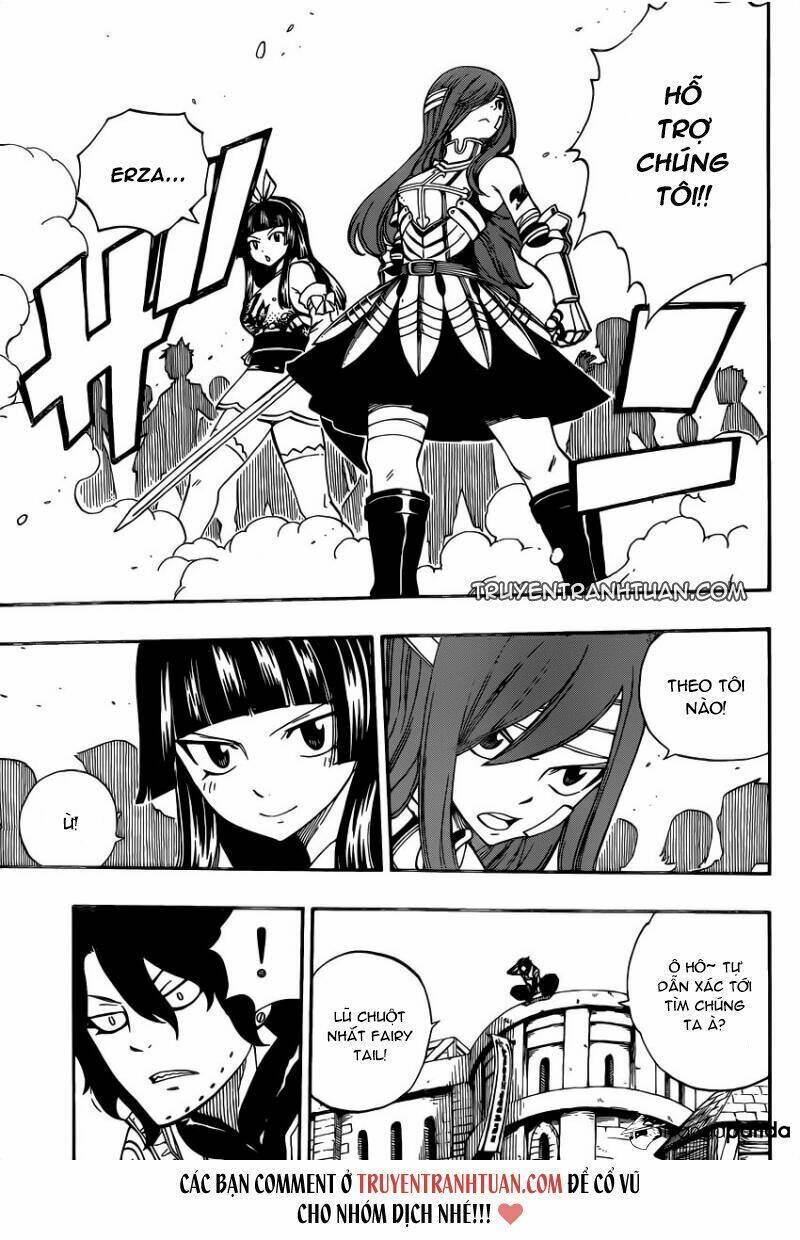 HỖ
TRỢ
CHÚNG
TÔI!!
ERZA...
TRUYENTRANHTUAN.COM
THEO TÔI
NÀO!
Ừ!
!
Ô HÔ~ TỰ
DẪN XÁC TỚI
TÌM CHÚNG
TA À?
LŨ CHUỘT
NHẤT FAIRY
TAIL!
CÁC BẠN COMMENT Ở TRUYENTRANHTUAN.COM ĐỂ CỔ VŨ
CHO NHÓM DỊCH NHÉ!!! ❤